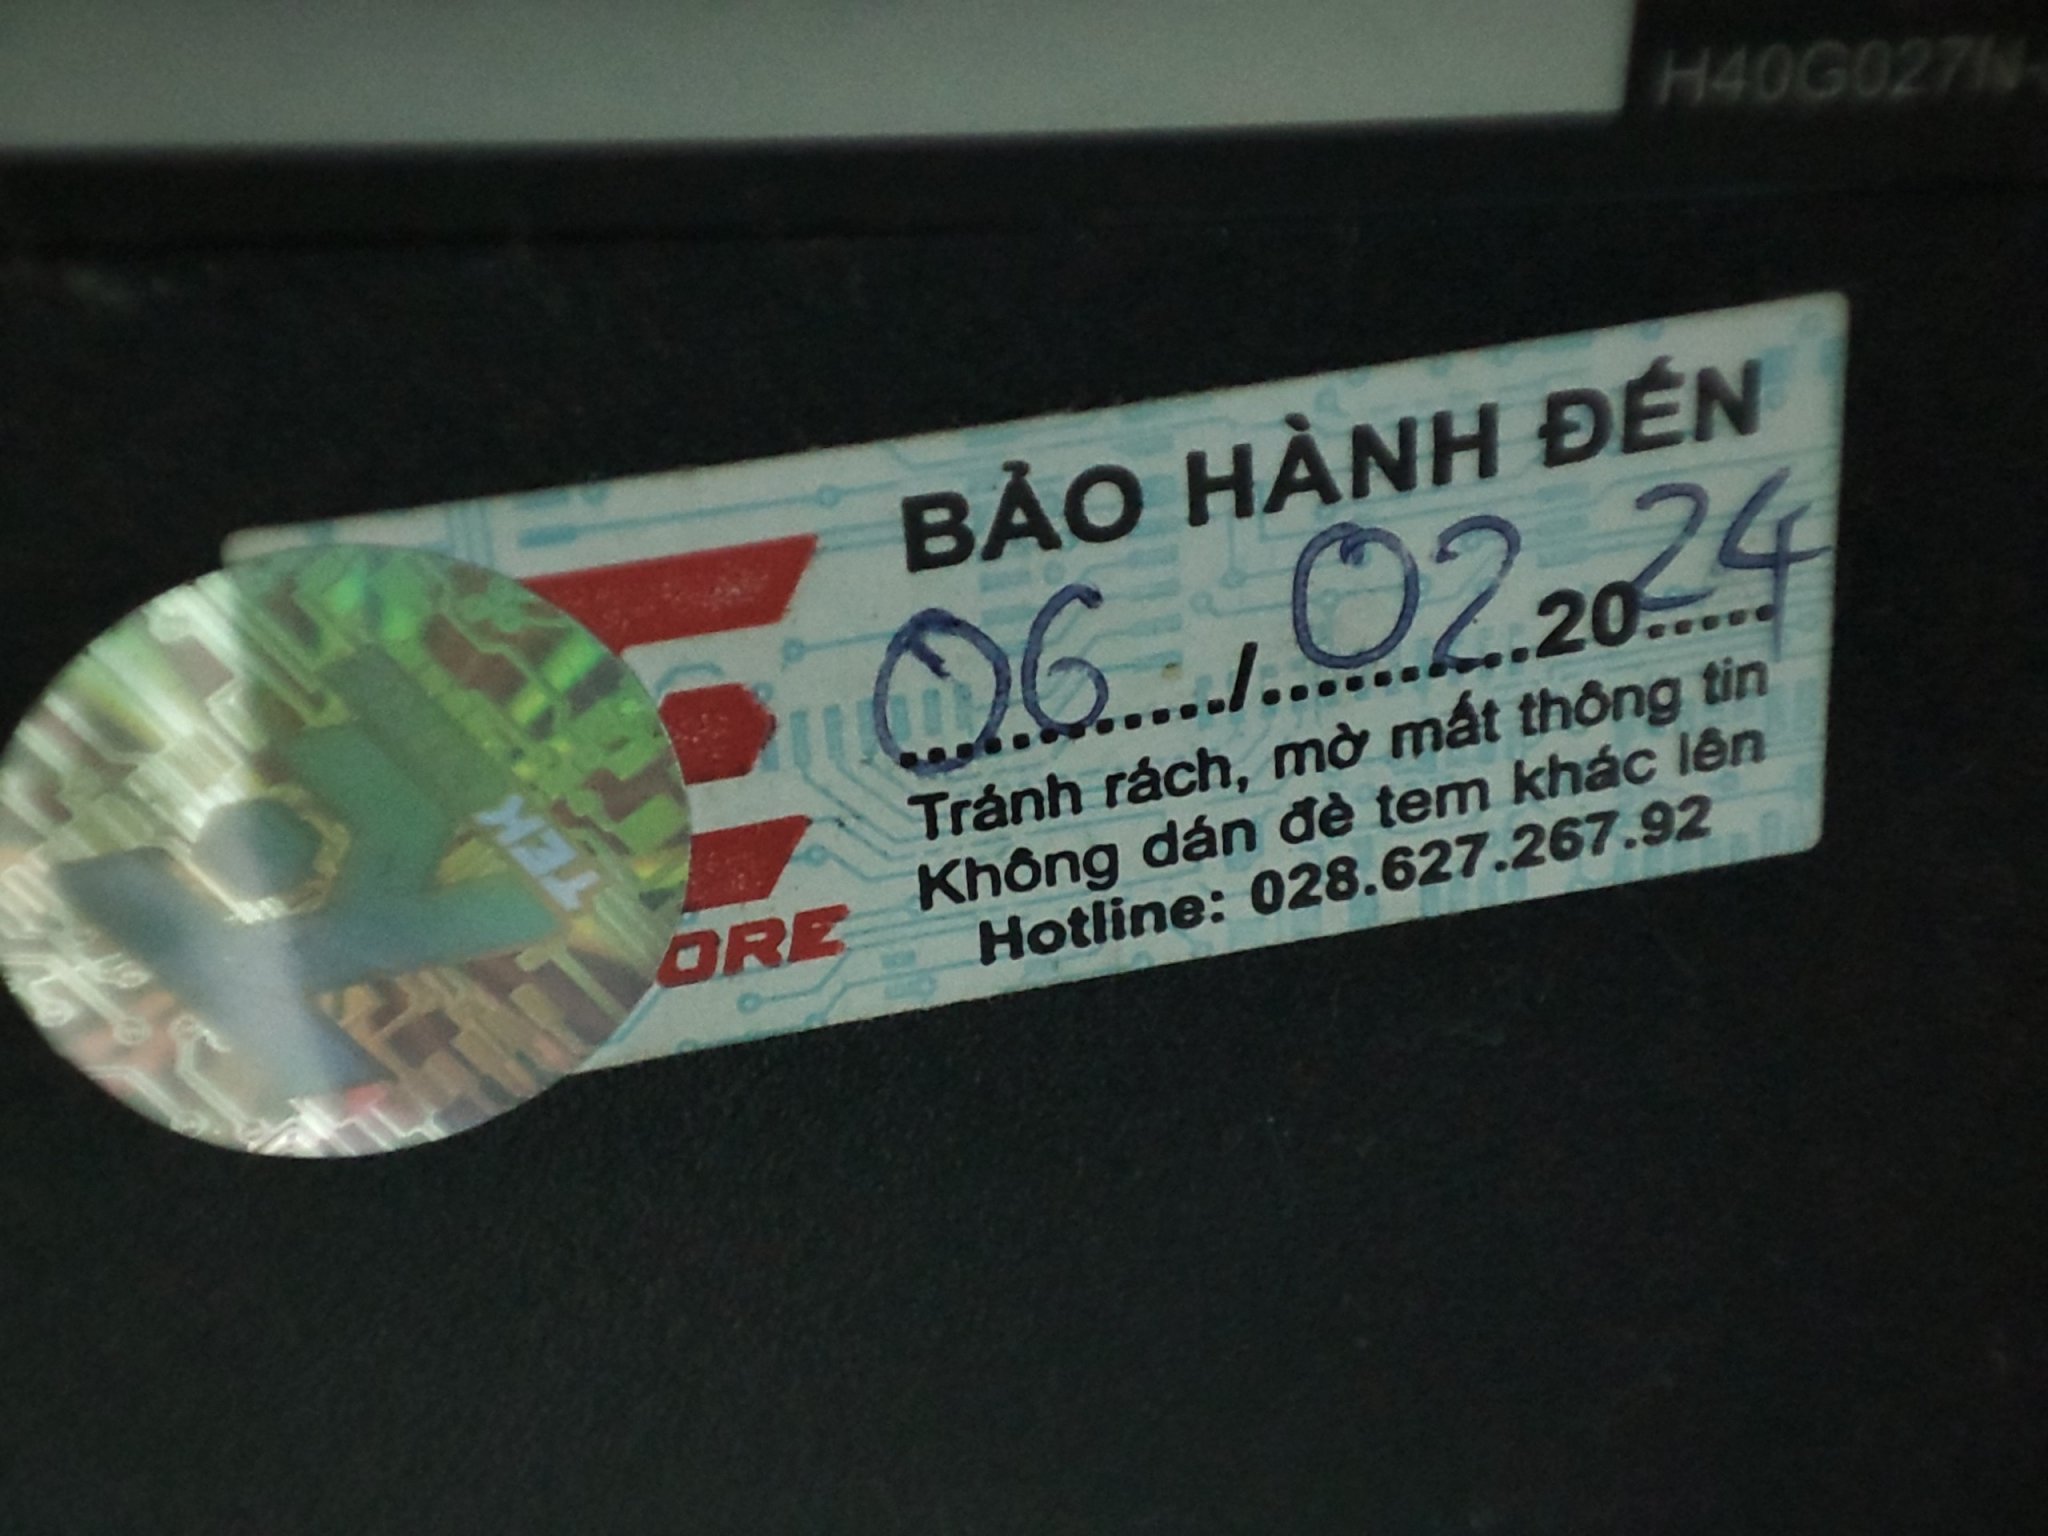 H40G027N-
BẢO HÀNH ĐẾN
06 / 02 2024
Tránh rách, mờ mất thông tin
Không dán đè tem khác lên
Hotline: 028.627.267.92
ORE
TEK